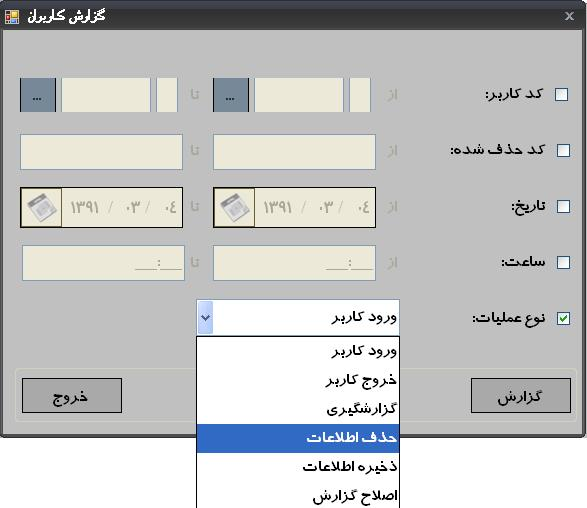 گزارش کاربران
کد کاربر: از ... تا ...
کد حذف شده: از تا
تاریخ: از ۱۳۹۱ / ۰۳ / ۰٤ تا ۱۳۹۱ / ۰۳ / ۰٤
ساعت: از __:__ تا __:__
نوع عملیات: ورود کاربر
ورود کاربر
خروج کاربر
گزارشگیری
حذف اطلاعات
ذخیره اطلاعات
اصلاح گزارش
گزارش خروج